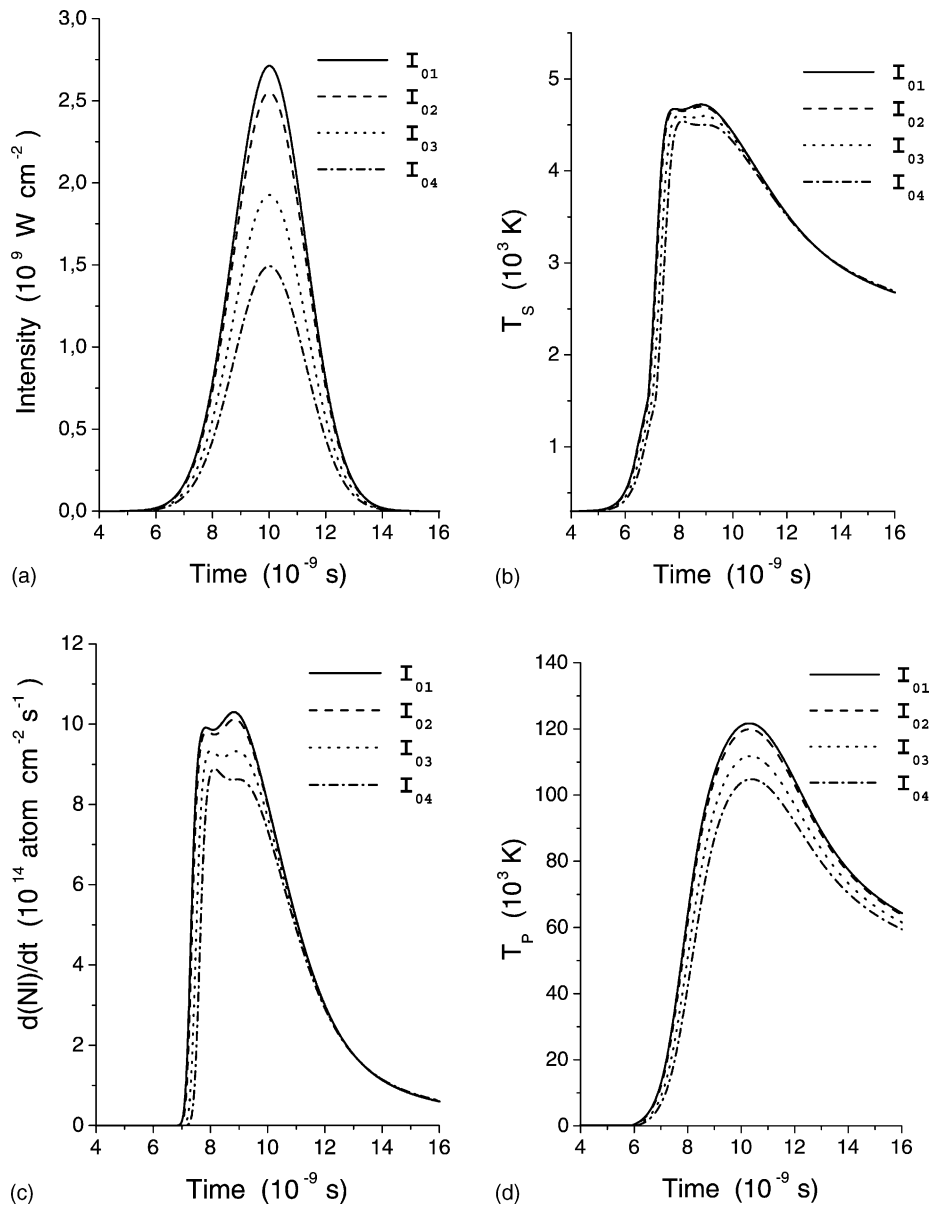 3,0
2,5
2,0
1,5
1,0
0,5
0,0
Intensity (10⁹ W cm⁻²)
I₀₁
I₀₂
I₀₃
I₀₄
4 6 8 10 12 14 16
(a) Time (10⁻⁹ s)
5
4
3
2
1
T_S (10³ K)
I₀₁
I₀₂
I₀₃
I₀₄
4 6 8 10 12 14 16
(b) Time (10⁻⁹ s)
12
10
8
6
4
2
0
d(NI)/dt (10¹⁴ atom cm⁻² s⁻¹)
I₀₁
I₀₂
I₀₃
I₀₄
4 6 8 10 12 14 16
(c) Time (10⁻⁹ s)
140
120
100
80
60
40
20
0
T_P (10³ K)
I₀₁
I₀₂
I₀₃
I₀₄
4 6 8 10 12 14 16
(d) Time (10⁻⁹ s)